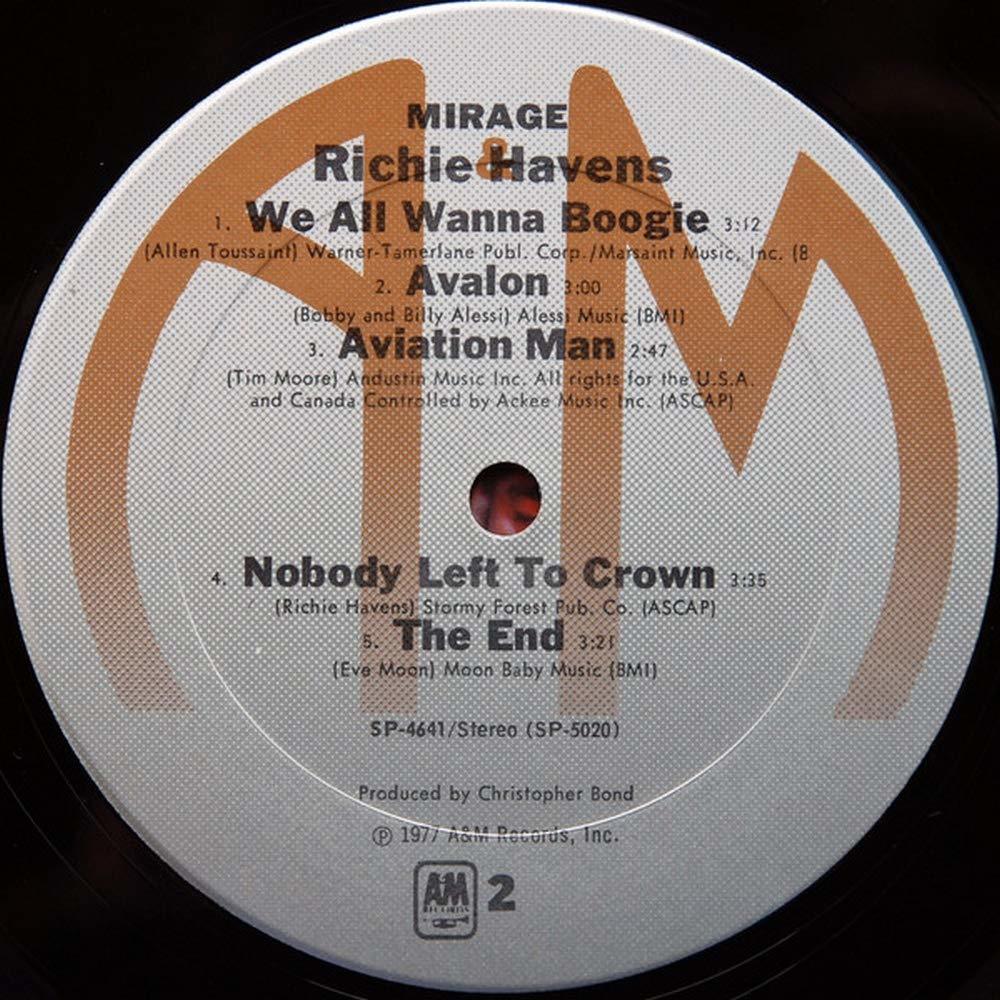 MIRAGE
Richie & Havens
1. We All Wanna Boogie 3:12
(Allen Toussaint) Warner-Tamerlane Publ. Corp./Marsaint Music, Inc. (B
2. Avalon 3:00
(Bobby and Billy Alessi) Alessi Music (BMI)
3. Aviation Man 2:47
(Tim Moore) Andustin Music Inc. All rights for the U.S.A.
and Canada Controlled by Ackee Music Inc. (ASCAP)
4. Nobody Left To Crown 3:35
(Richie Havens) Stormy Forest Pub. Co. (ASCAP)
5. The End 3:21
(Eve Moon) Moon Baby Music (BMI)
SP-4641/Stereo (SP-5020)
Produced by Christopher Bond
℗ 1977 A&M Records, Inc.
A&M RECORDS 2